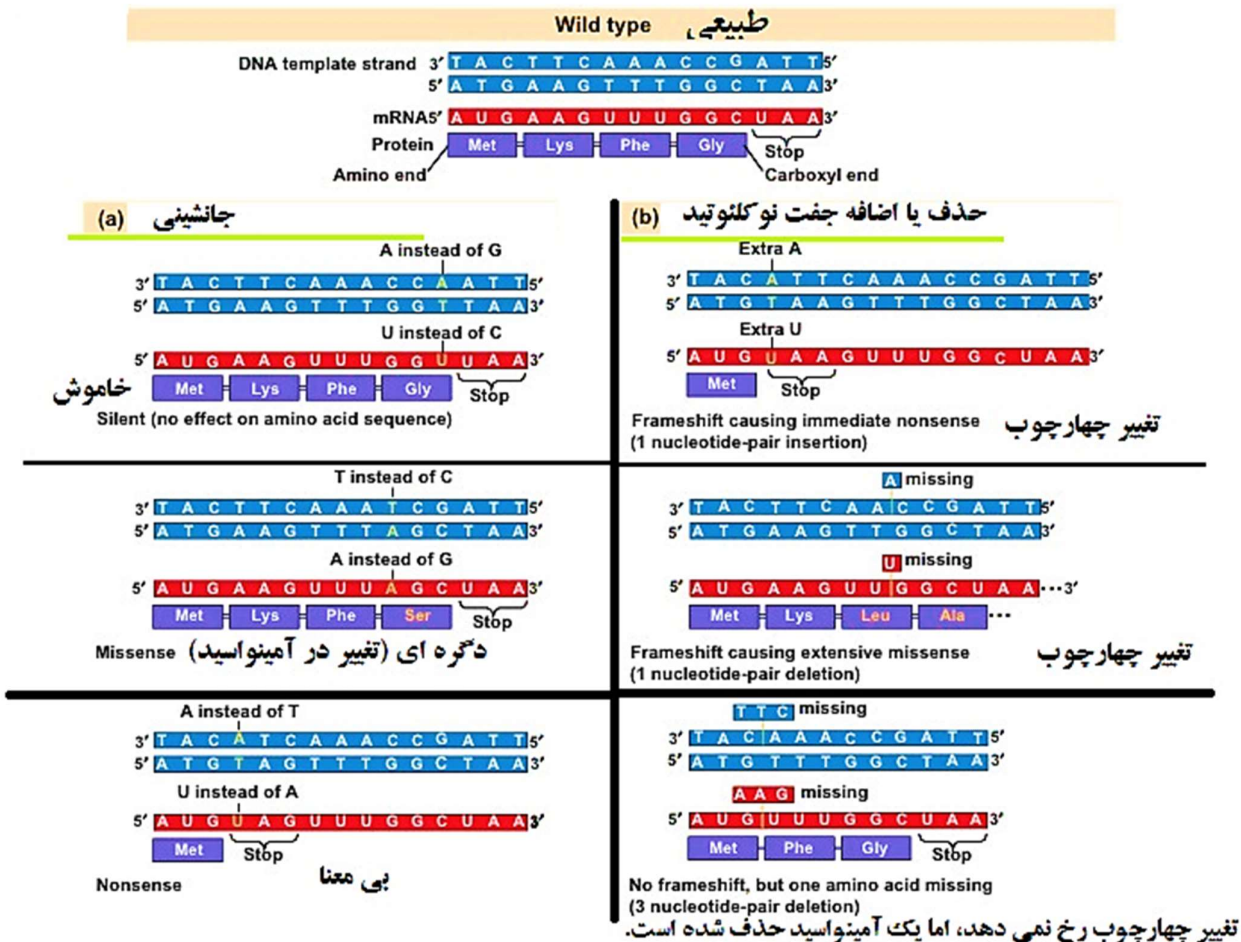 Wild type طبیعی
DNA template strand 3′ T A C T T C A A A C C G A T T 5′
5′ A T G A A G T T T G G C T A A 3′
mRNA 5′ A U G A A G U U U G G C U A A 3′
Protein Met Lys Phe Gly Stop
Amino end Carboxyl end
(a) جانشینی
A instead of G
3′ T A C T T C A A A C C A A T T 5′
5′ A T G A A G T T T G G T T A A 3′
U instead of C
5′ A U G A A G U U U G G U U A A 3′
Met Lys Phe Gly Stop
خاموش
Silent (no effect on amino acid sequence)
T instead of C
3′ T A C T T C A A A T C G A T T 5′
5′ A T G A A G T T T A G C T A A 3′
A instead of G
5′ A U G A A G U U U A G C U A A 3′
Met Lys Phe Ser Stop
Missense دگره ای (تغییر در آمینواسید)
A instead of T
3′ T A C A T C A A A C C G A T T 5′
5′ A T G T A G T T T G G C T A A 3′
U instead of A
5′ A U G U A G U U U G G C U A A 3′
Met Stop
Nonsense بی معنا
(b) حذف یا اضافه جفت نوکلئوتید
Extra A
3′ T A C A T T C A A A C C G A T T 5′
5′ A T G T A A G T T T G G C T A A 3′
Extra U
5′ A U G U A A G U U U G G C U A A 3′
Met Stop
Frameshift causing immediate nonsense تغییر چهارچوب
(1 nucleotide-pair insertion)
A missing
3′ T A C T T C A A C C G A T T 5′
5′ A T G A A G T T G G C T A A 3′
U missing
5′ A U G A A G U U G G C U A A ... 3′
Met Lys Leu Ala ...
Frameshift causing extensive missense تغییر چهارچوب
(1 nucleotide-pair deletion)
T T C missing
3′ T A C A A A C C G A T T 5′
5′ A T G T T T G G C T A A 3′
A A G missing
5′ A U G U U U G G C U A A 3′
Met Phe Gly Stop
No frameshift, but one amino acid missing
(3 nucleotide-pair deletion)
تغییر چهارچوب رخ نمی دهد، اما یک آمینواسید حذف شده است.